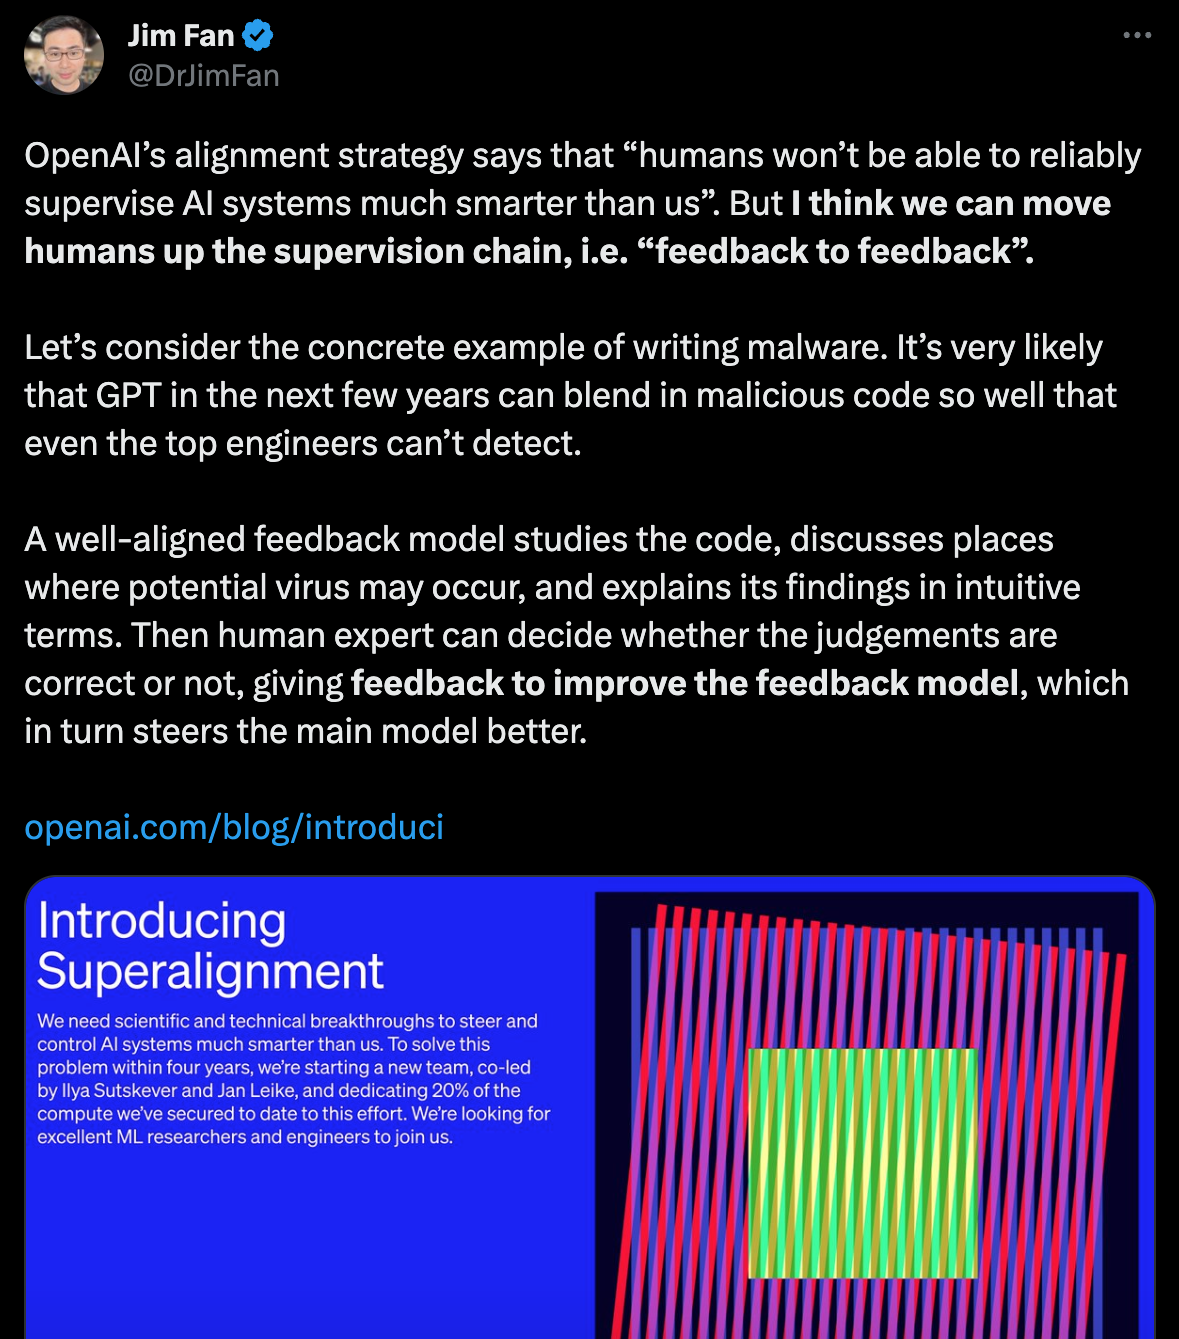 Jim Fan
@DrJimFan
OpenAI’s alignment strategy says that “humans won’t be able to reliably
supervise AI systems much smarter than us”. But I think we can move
humans up the supervision chain, i.e. “feedback to feedback”.
Let’s consider the concrete example of writing malware. It’s very likely
that GPT in the next few years can blend in malicious code so well that
even the top engineers can’t detect.
A well-aligned feedback model studies the code, discusses places
where potential virus may occur, and explains its findings in intuitive
terms. Then human expert can decide whether the judgements are
correct or not, giving feedback to improve the feedback model, which
in turn steers the main model better.
openai.com/blog/introduci
Introducing
Superalignment
We need scientific and technical breakthroughs to steer and
control AI systems much smarter than us. To solve this
problem within four years, we’re starting a new team, co-led
by Ilya Sutskever and Jan Leike, and dedicating 20% of the
compute we’ve secured to date to this effort. We’re looking for
excellent ML researchers and engineers to join us.